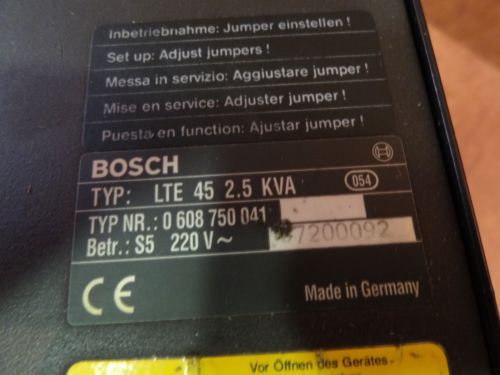 Inbetriebnahme: Jumper einstellen !
Set up: Adjust jumpers !
Messa in servizio: Aggiustare jumper !
Mise en service: Adjuster jumper !
Puesta en function: Ajustar jumper !
BOSCH
TYP: LTE 45 2.5 KVA 054
TYP NR.: 0 608 750 041
Betr.: S5 220 V~ 7200092
CE Made in Germany
Vor Öffnen des Gerätes